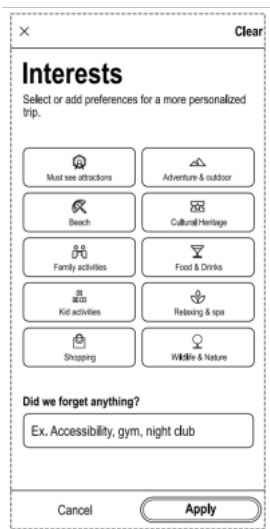 Clear
Interests
Select or add preferences for a more personalized
trip.
Must see attractions
Adventure & outdoor
Beach
Cultural Heritage
Family activities
Food & Drinks
Kid activities
Relaxing & spa
Shopping
Wildlife & Nature
Did we forget anything?
Ex. Accessibility, gym, night club
Cancel
Apply